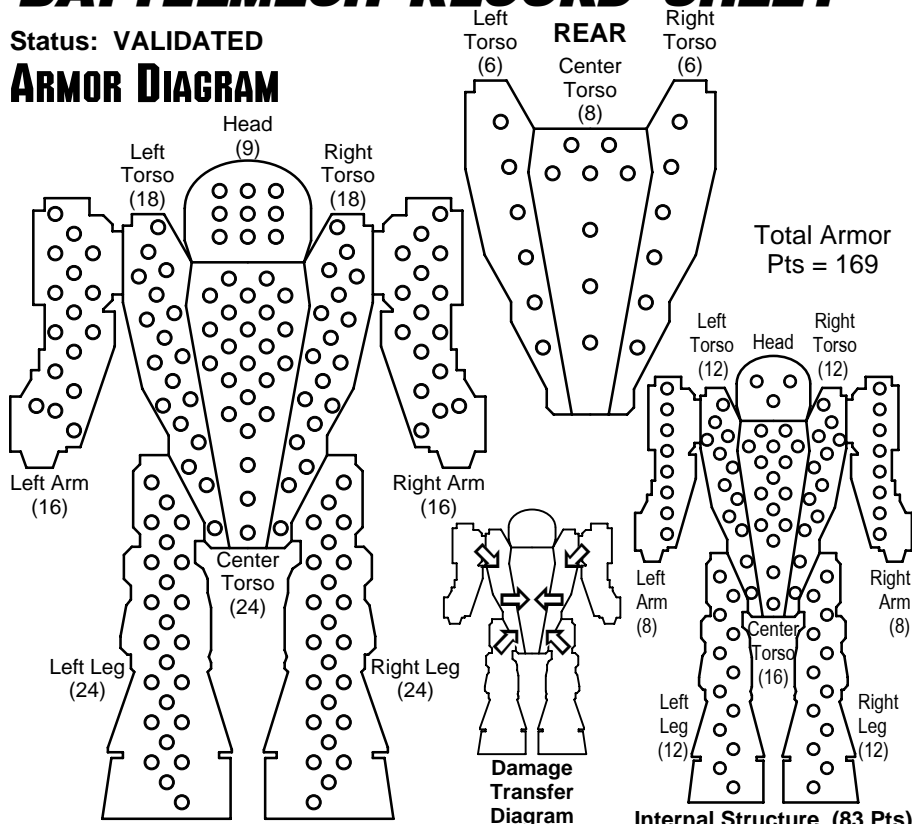 BATTLEMECH RECORD SHEET
Status: VALIDATED
ARMOR DIAGRAM
Head
(9)
Left
Torso
(18)
Right
Torso
(18)
Left Arm
(16)
Right Arm
(16)
Center
Torso
(24)
Left Leg
(24)
Right Leg
(24)
REAR
Left
Torso
(6)
Center
Torso
(8)
Right
Torso
(6)
Total Armor
Pts = 169
Damage
Transfer
Diagram
Left
Torso
(12)
Head
Right
Torso
(12)
Left
Arm
(8)
Right
Arm
(8)
Center
Torso
(16)
Left
Leg
(12)
Right
Leg
(12)
Internal Structure (83 Pts)